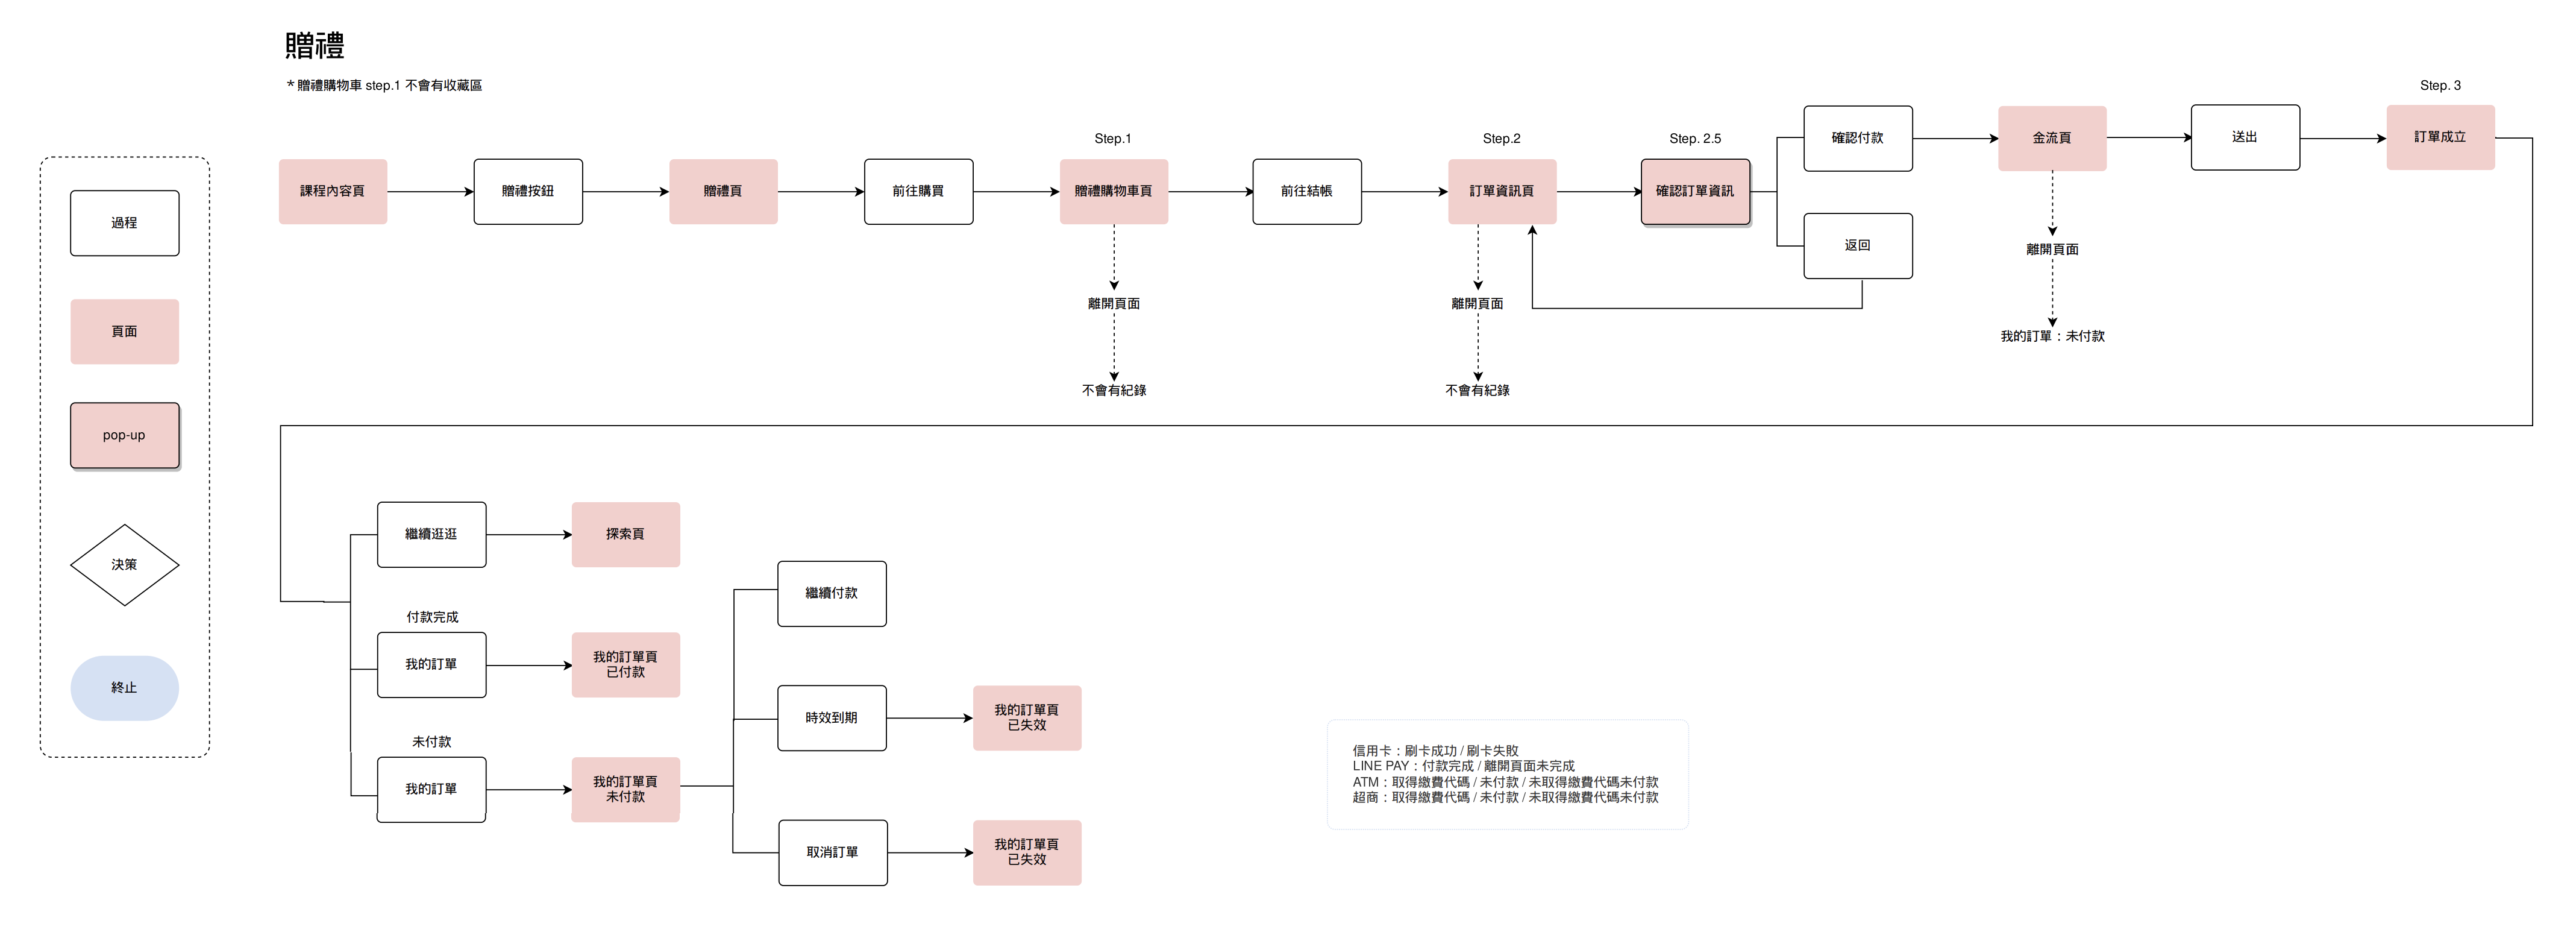 贈禮
* 贈禮購物車 step.1 不會有收藏區
過程
頁面
pop-up
決策
終止
課程內容頁
贈禮按鈕
贈禮頁
前往購買
Step.1
贈禮購物車頁
離開頁面
不會有紀錄
前往結帳
Step.2
訂單資訊頁
離開頁面
不會有紀錄
Step. 2.5
確認訂單資訊
確認付款
返回
金流頁
離開頁面
我的訂單：未付款
送出
Step. 3
訂單成立
繼續逛逛
探索頁
付款完成
我的訂單
我的訂單頁
已付款
未付款
我的訂單
我的訂單頁
未付款
繼續付款
時效到期
我的訂單頁
已失效
取消訂單
我的訂單頁
已失效
信用卡：刷卡成功 / 刷卡失敗
LINE PAY：付款完成 / 離開頁面未完成
ATM：取得繳費代碼 / 未付款 / 未取得繳費代碼未付款
超商：取得繳費代碼 / 未付款 / 未取得繳費代碼未付款